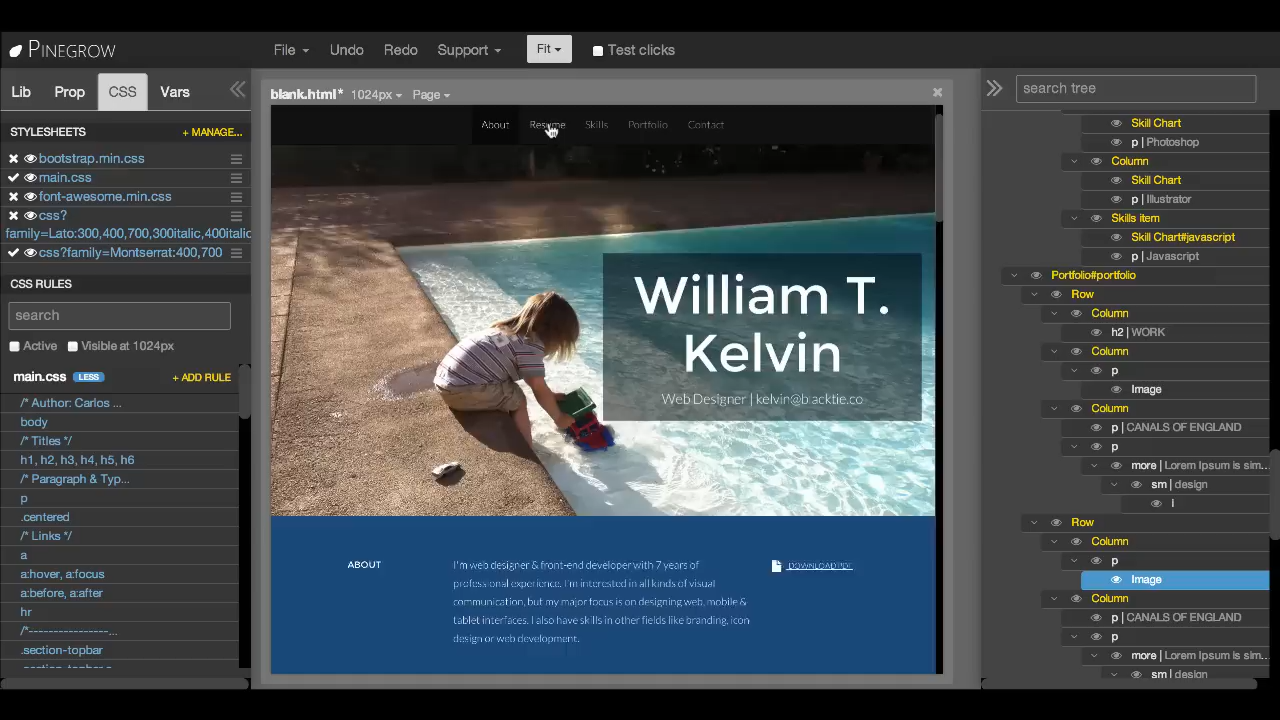 PINEGROW
File Undo Redo Support Fit Test clicks
Lib Prop CSS Vars
STYLESHEETS + MANAGE...
bootstrap.min.css
main.css
font-awesome.min.css
css?
family=Lato:300,400,700,300italic,400italic
css?family=Montserrat:400,700
CSS RULES
search
Active Visible at 1024px
main.css LESS + ADD RULE
/* Author: Carlos ...
body
/* Titles */
h1, h2, h3, h4, h5, h6
/* Paragraph & Typ...
p
.centered
/* Links */
a
a:hover, a:focus
a:before, a:after
hr
/*----------------...
.section-topbar
blank.html* 1024px Page
About Resume Skills Portfolio Contact
William T.
Kelvin
Web Designer | kelvin@blacktie.co
ABOUT
I'm web designer & front-end developer with 7 years of
professional experience. I'm interested in all kinds of visual
communication, but my major focus is on designing web, mobile &
tablet interfaces. I also have skills in other fields like branding, icon
design or web development.
DOWNLOAD PDF
search tree
Skill Chart
p | Photoshop
Column
Skill Chart
p | Illustrator
Skills item
Skill Chart#javascript
p | Javascript
Portfolio#portfolio
Row
Column
h2 | WORK
Column
p
Image
Column
p | CANALS OF ENGLAND
p
more | Lorem Ipsum is sim...
sm | design
i
Row
Column
p
Image
Column
p | CANALS OF ENGLAND
p
more | Lorem Ipsum is sim...
sm | design